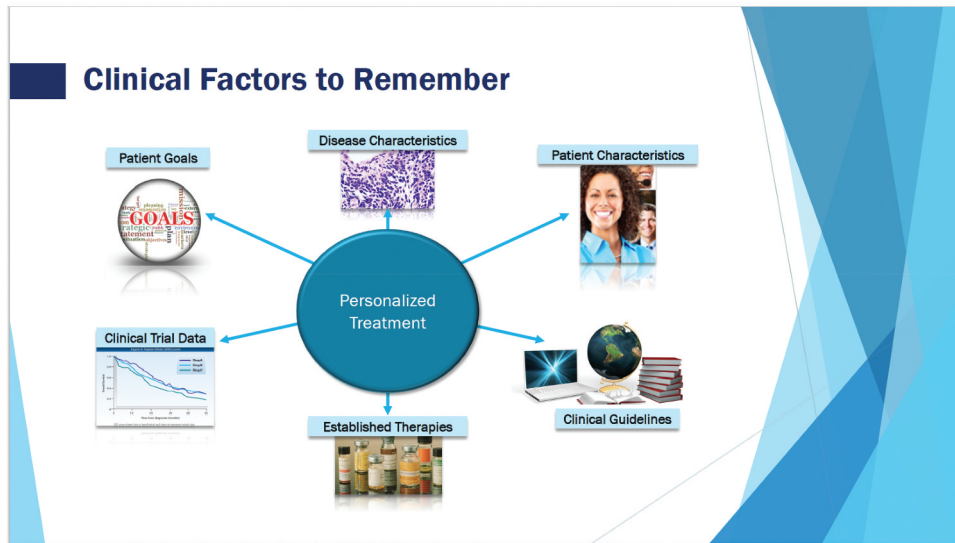 Clinical Factors to Remember
Disease Characteristics
Patient Goals
Patient Characteristics
GOALS
plan
Personalized
Treatment
Clinical Trial Data
Clinical Guidelines
Established Therapies